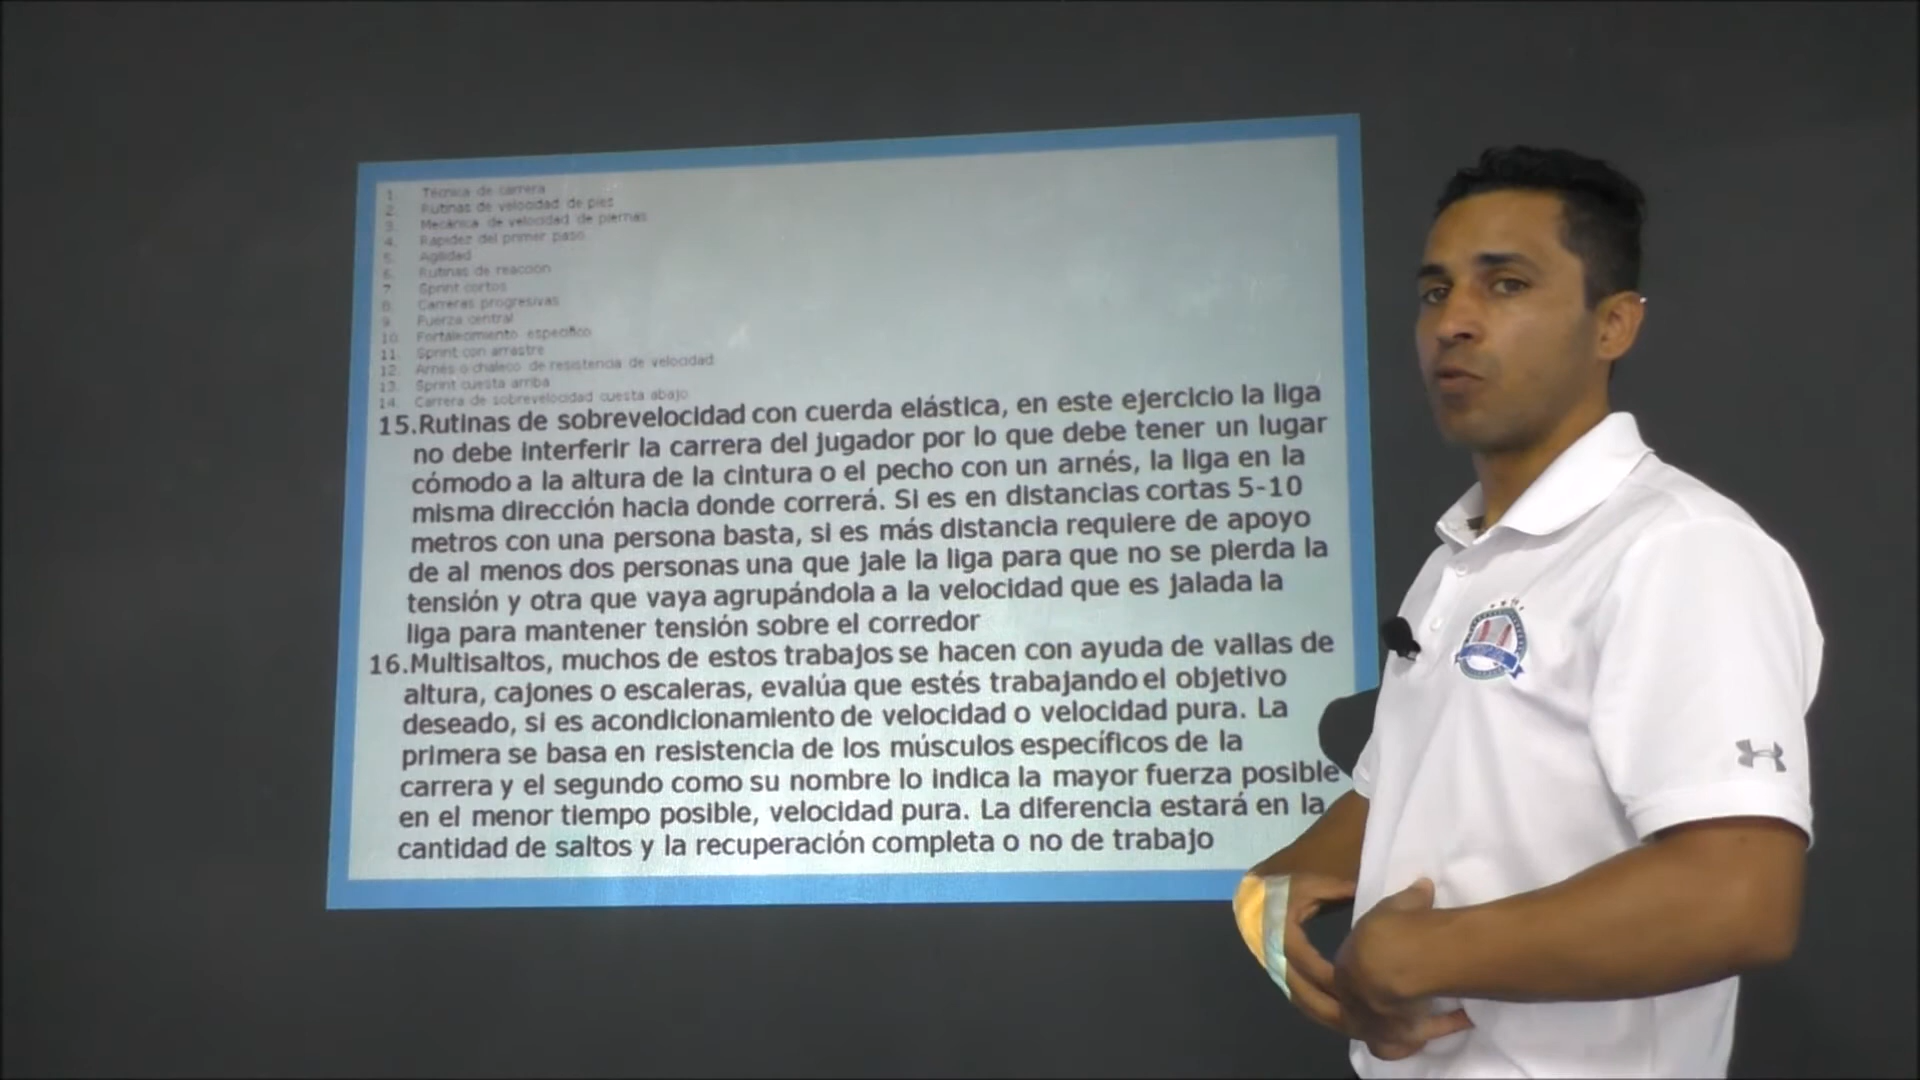 1. Técnica de carrera
2. Rutinas de velocidad de pies
3. Mecánica de velocidad de piernas
4. Rapidez del primer paso
5. Agilidad
6. Rutinas de reacción
7. Sprint cortos
8. Carreras progresivas
9. Fuerza central
10. Fortalecimiento específico
11. Sprint con arrastre
12. Arnés o chaleco de resistencia de velocidad
13. Sprint cuesta arriba
14. Carrera de sobrevelocidad cuesta abajo
15.Rutinas de sobrevelocidad con cuerda elástica, en este ejercicio la liga
no debe interferir la carrera del jugador por lo que debe tener un lugar
cómodo a la altura de la cintura o el pecho con un arnés, la liga en la
misma dirección hacia donde correrá. Si es en distancias cortas 5-10
metros con una persona basta, si es más distancia requiere de apoyo
de al menos dos personas una que jale la liga para que no se pierda la
tensión y otra que vaya agrupándola a la velocidad que es jalada la
liga para mantener tensión sobre el corredor
16.Multisaltos, muchos de estos trabajos se hacen con ayuda de vallas de
altura, cajones o escaleras, evalúa que estés trabajando el objetivo
deseado, si es acondicionamiento de velocidad o velocidad pura. La
primera se basa en resistencia de los músculos específicos de la
carrera y el segundo como su nombre lo indica la mayor fuerza posible
en el menor tiempo posible, velocidad pura. La diferencia estará en la
cantidad de saltos y la recuperación completa o no de trabajo